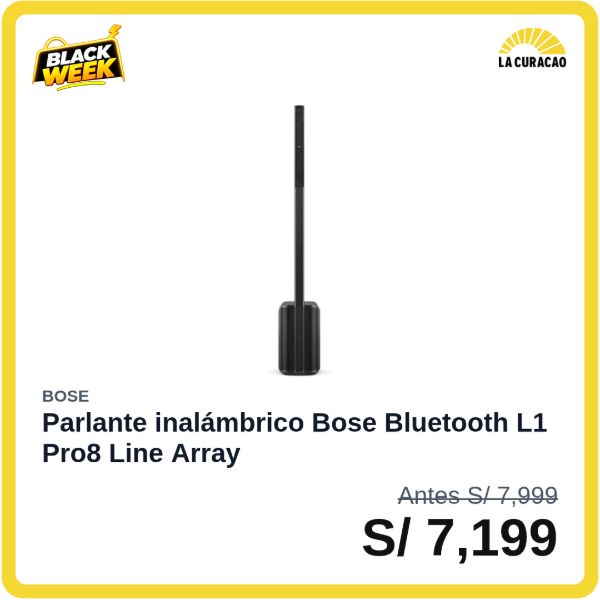 BLACK
WEEK
LA CURACAO
BOSE
Parlante inalámbrico Bose Bluetooth L1
Pro8 Line Array
Antes S/ 7,999
S/ 7,199